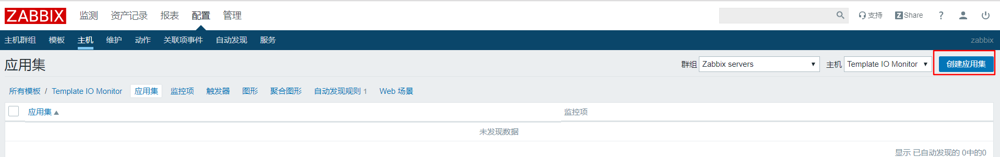 ZABBIX 监测 资产记录 报表 配置 管理 支持 Z Share ?
主机群组 模板 主机 维护 动作 关联项事件 自动发现 服务 zabbix
应用集 群组 Zabbix servers 主机 Template IO Monitor 创建应用集
所有模板 / Template IO Monitor 应用集 监控项 触发器 图形 聚合图形 自动发现规则 1 Web 场景
应用集 监控项
未发现数据
显示 已自动发现的 0中的0